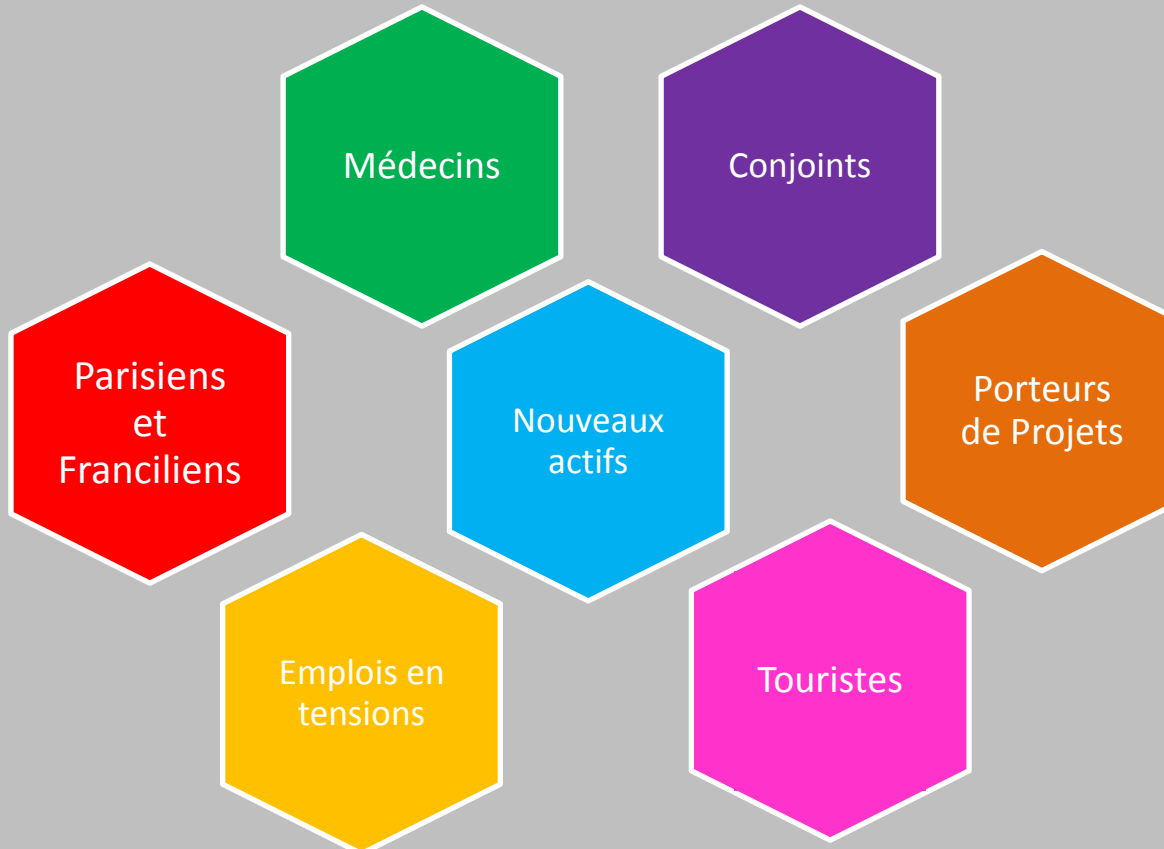 Médecins
Conjoints
Parisiens
et
Franciliens
Nouveaux
actifs
Porteurs
de Projets
Emplois en
tensions
Touristes